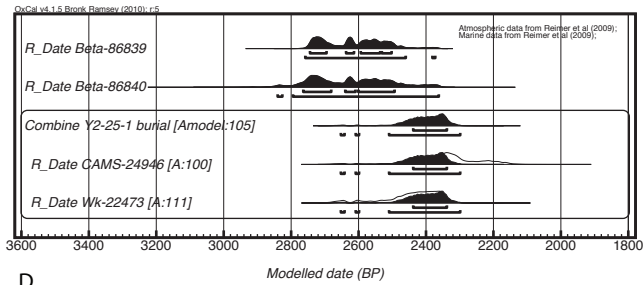 OxCal v4.1.5 Bronk Ramsey (2010); r:5
Atmospheric data from Reimer et al (2009);
Marine data from Reimer et al (2009);
R_Date Beta-86839
R_Date Beta-86840
Combine Y2-25-1 burial [Amodel:105]
R_Date CAMS-24946 [A:100]
R_Date Wk-22473 [A:111]
3600 3400 3200 3000 2800 2600 2400 2200 2000 1800
Modelled date (BP)
D